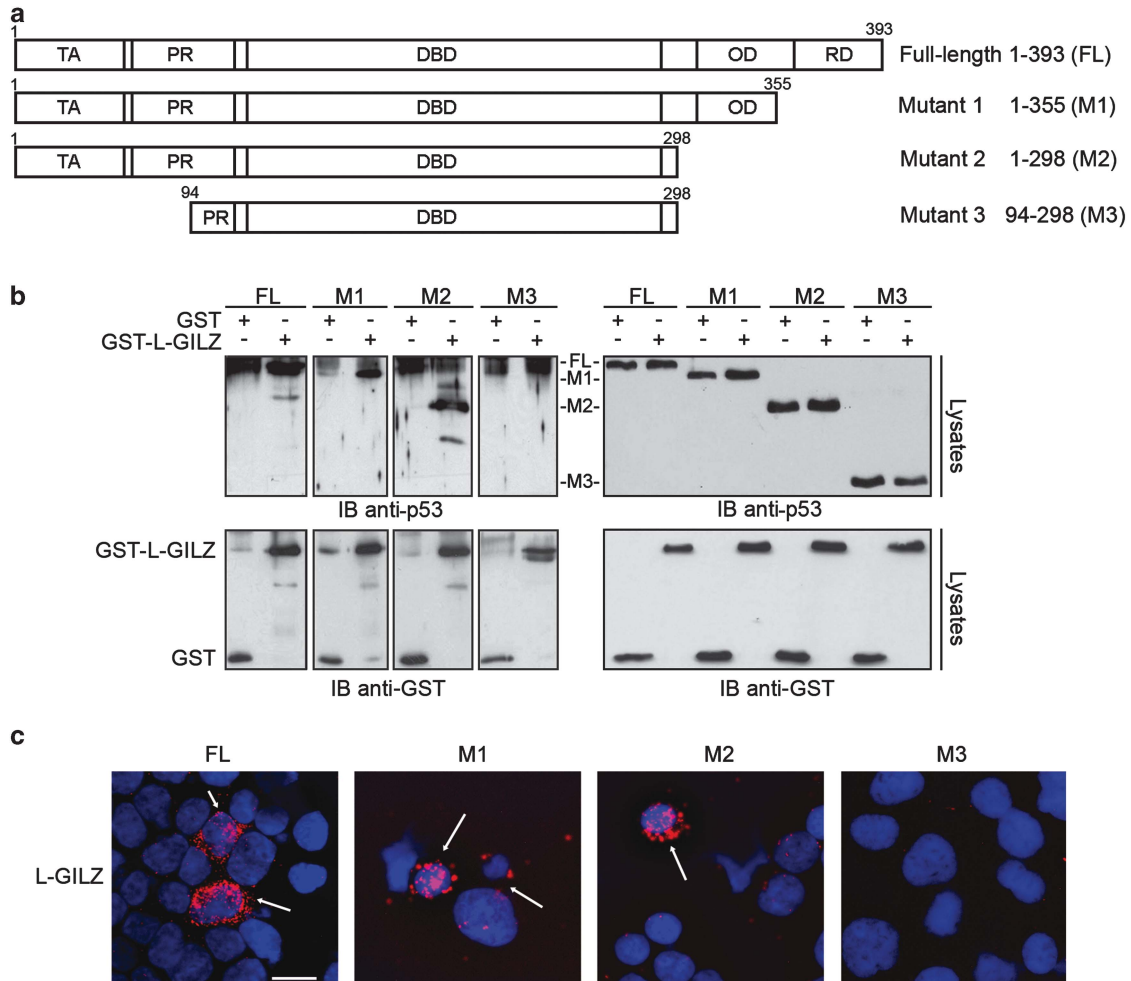 a
1 393
TA PR DBD OD RD Full-length 1-393 (FL)
1 355
TA PR DBD OD Mutant 1 1-355 (M1)
1 298
TA PR DBD Mutant 2 1-298 (M2)
94 298
PR DBD Mutant 3 94-298 (M3)
b
FL M1 M2 M3 FL M1 M2 M3
GST + - + - + - + - + - + - + - + -
GST-L-GILZ - + - + - + - + - + - + - + - +
-FL-
-M1-
-M2-
-M3-
Lysates
IB anti-p53 IB anti-p53
GST-L-GILZ
GST
Lysates
IB anti-GST IB anti-GST
c
FL M1 M2 M3
L-GILZ